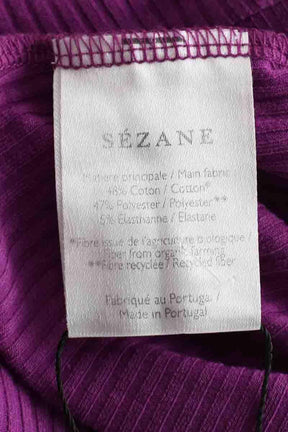 SÉZANE
Matière principale / Main fabric
48% Coton / Cotton*
47% Polyester / Polyester**
5% Élasthanne / Elastane
*Fibre issue de l'agriculture biologique
/ Fiber from organic farming
**Fibre recyclée / Recycled fiber
Fabriqué au Portugal /
Made in Portugal